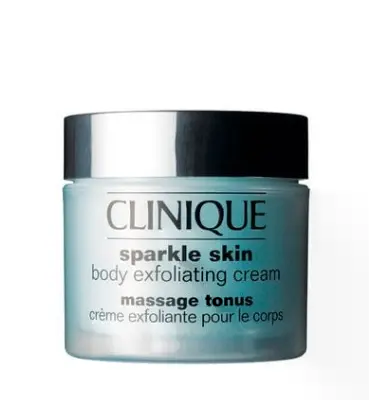 CLINIQUE
sparkle skin
body exfoliating cream
massage tonus
crème exfoliante pour le corps